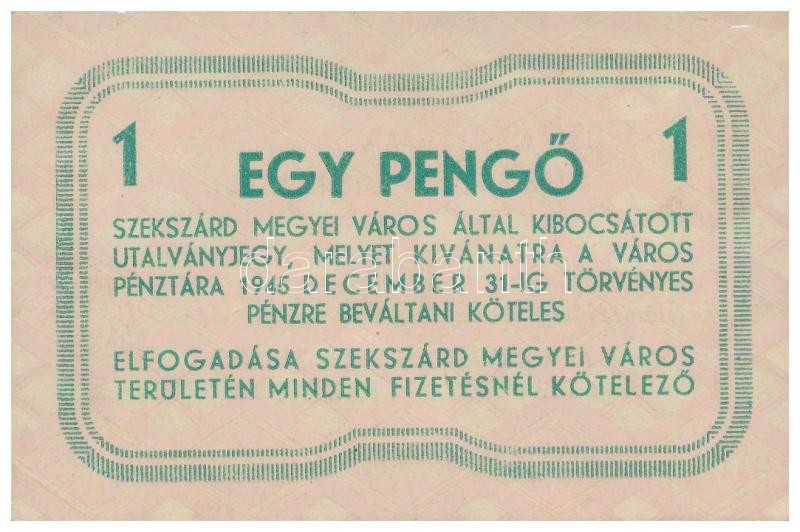 1 EGY PENGŐ 1
SZEKSZÁRD MEGYEI VÁROS ÁLTAL KIBOCSÁTOTT
UTALVÁNYJEGY, MELYET KIVÁNATRA A VÁROS
PÉNZTÁRA 1945 DECEMBER 31-IG TÖRVÉNYES
PÉNZRE BEVÁLTANI KÖTELES
ELFOGADÁSA SZEKSZÁRD MEGYEI VÁROS
TERÜLETÉN MINDEN FIZETÉSNÉL KÖTELEZŐ
darabanth